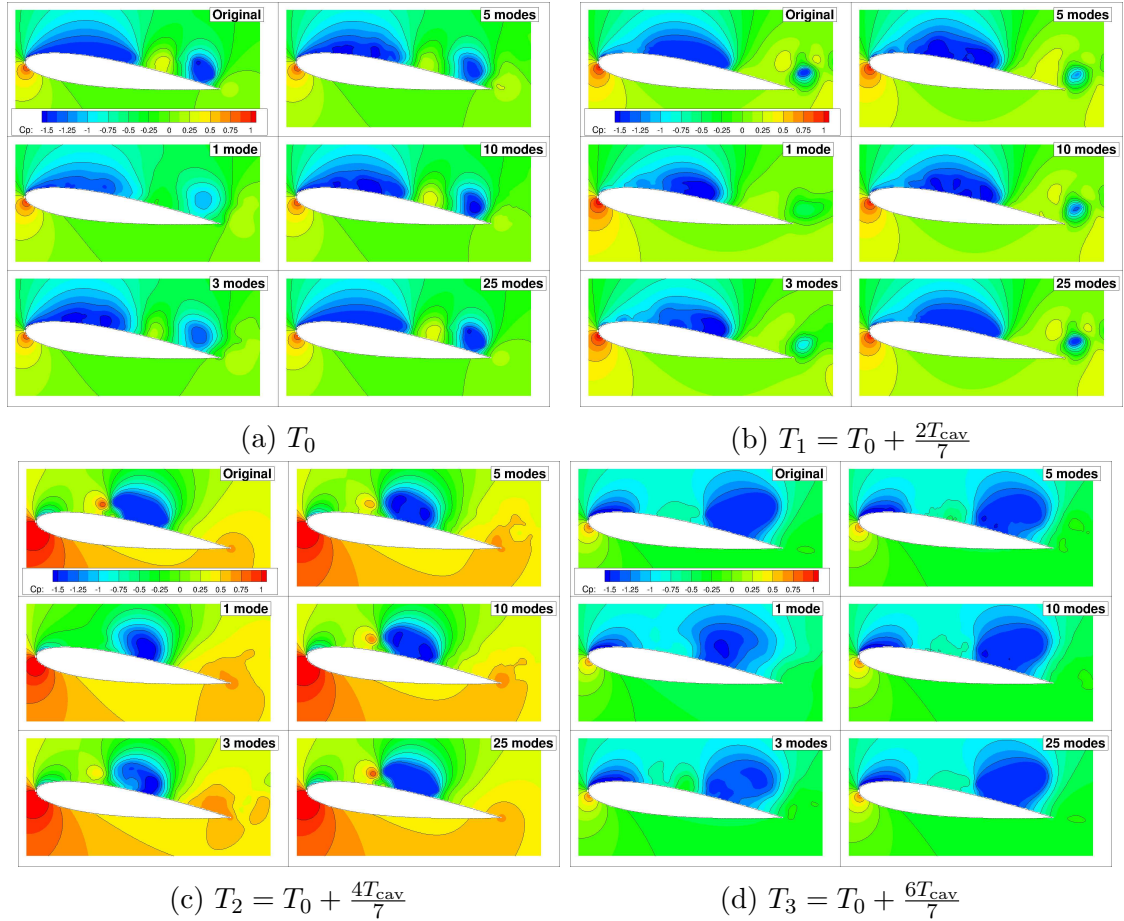 Original
5 modes
Cp: -1.5 -1.25 -1 -0.75 -0.5 -0.25 0 0.25 0.5 0.75 1
1 mode
10 modes
3 modes
25 modes
(a) T₀
Original
5 modes
Cp: -1.5 -1.25 -1 -0.75 -0.5 -0.25 0 0.25 0.5 0.75 1
1 mode
10 modes
3 modes
25 modes
(b) T₁ = T₀ + 2T_cav/7
Original
5 modes
Cp: -1.5 -1.25 -1 -0.75 -0.5 -0.25 0 0.25 0.5 0.75 1
1 mode
10 modes
3 modes
25 modes
(c) T₂ = T₀ + 4T_cav/7
Original
5 modes
Cp: -1.5 -1.25 -1 -0.75 -0.5 -0.25 0 0.25 0.5 0.75 1
1 mode
10 modes
3 modes
25 modes
(d) T₃ = T₀ + 6T_cav/7